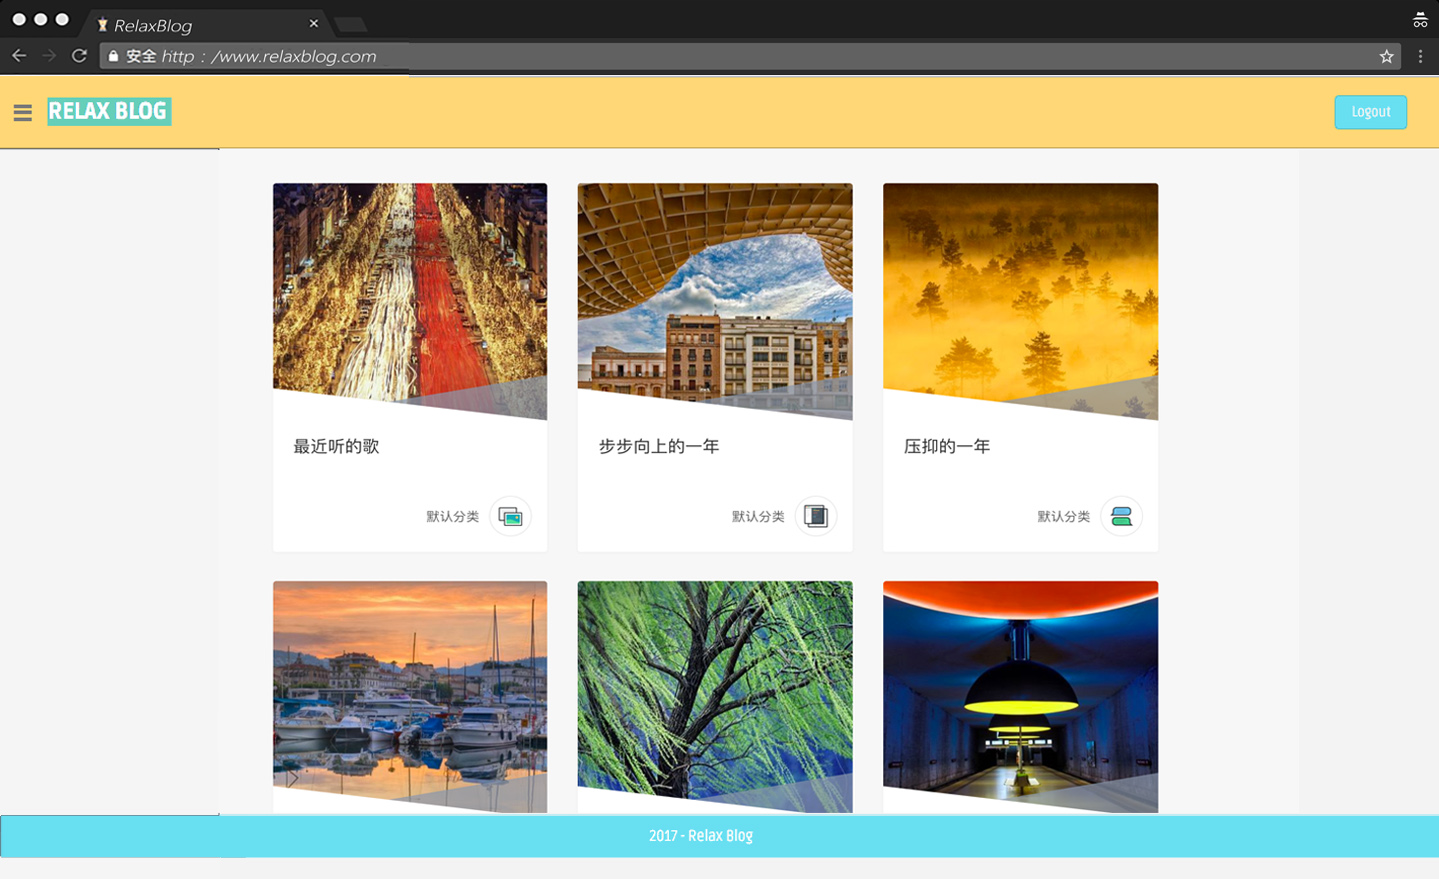 RelaxBlog
安全 http : /www.relaxblog.com
RELAX BLOG
Logout
最近听的歌
步步向上的一年
压抑的一年
默认分类
默认分类
默认分类
2017 - Relax Blog